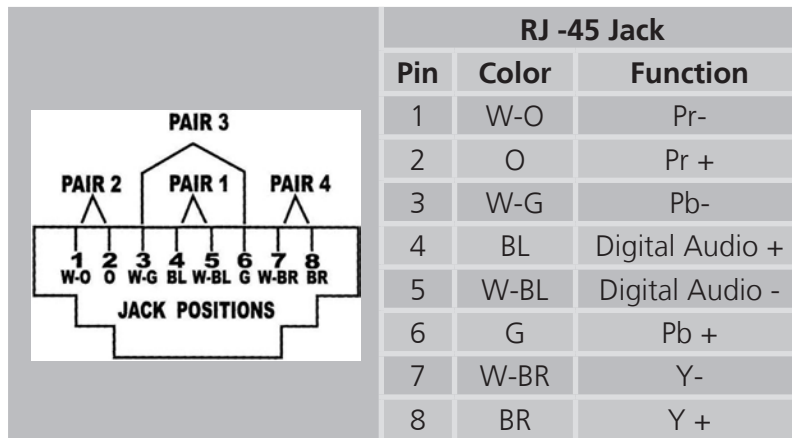 PAIR 3
PAIR 2 PAIR 1 PAIR 4
1 2 3 4 5 6 7 8
W-O O W-G BL W-BL G W-BR BR
JACK POSITIONS
RJ -45 Jack
Pin Color Function
1 W-O Pr-
2 O Pr +
3 W-G Pb-
4 BL Digital Audio +
5 W-BL Digital Audio -
6 G Pb +
7 W-BR Y-
8 BR Y +